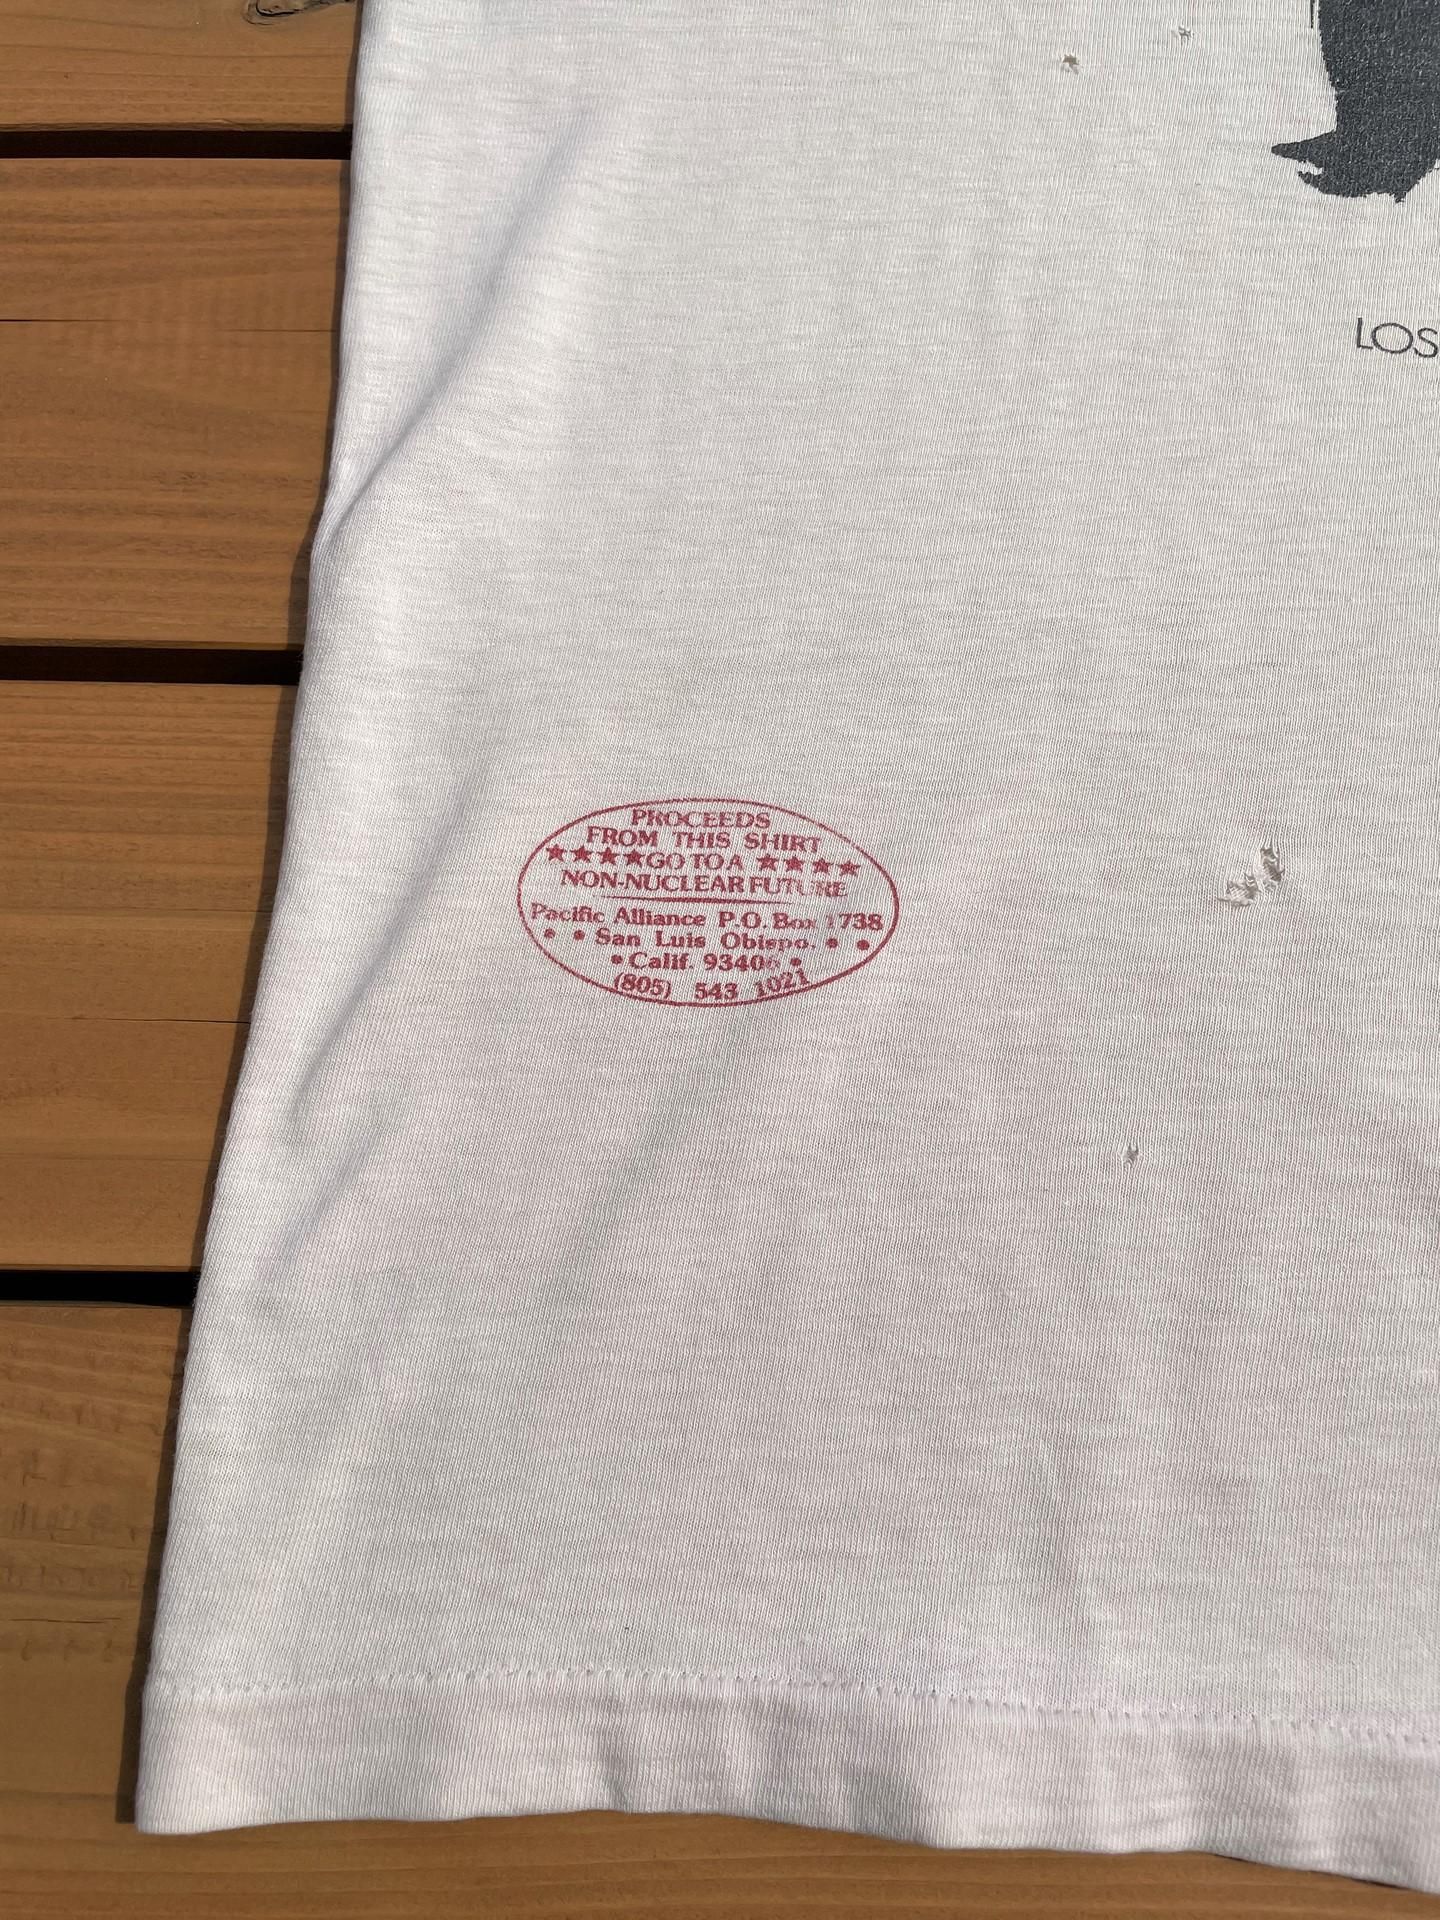 LOS
PROCEEDS
FROM THIS SHIRT
★★★★GO TO A ★★★★
NON-NUCLEAR FUTURE
Pacific Alliance P.O. Box 1738
• • San Luis Obispo. • •
• Calif. 93406 •
(805) 543 1021